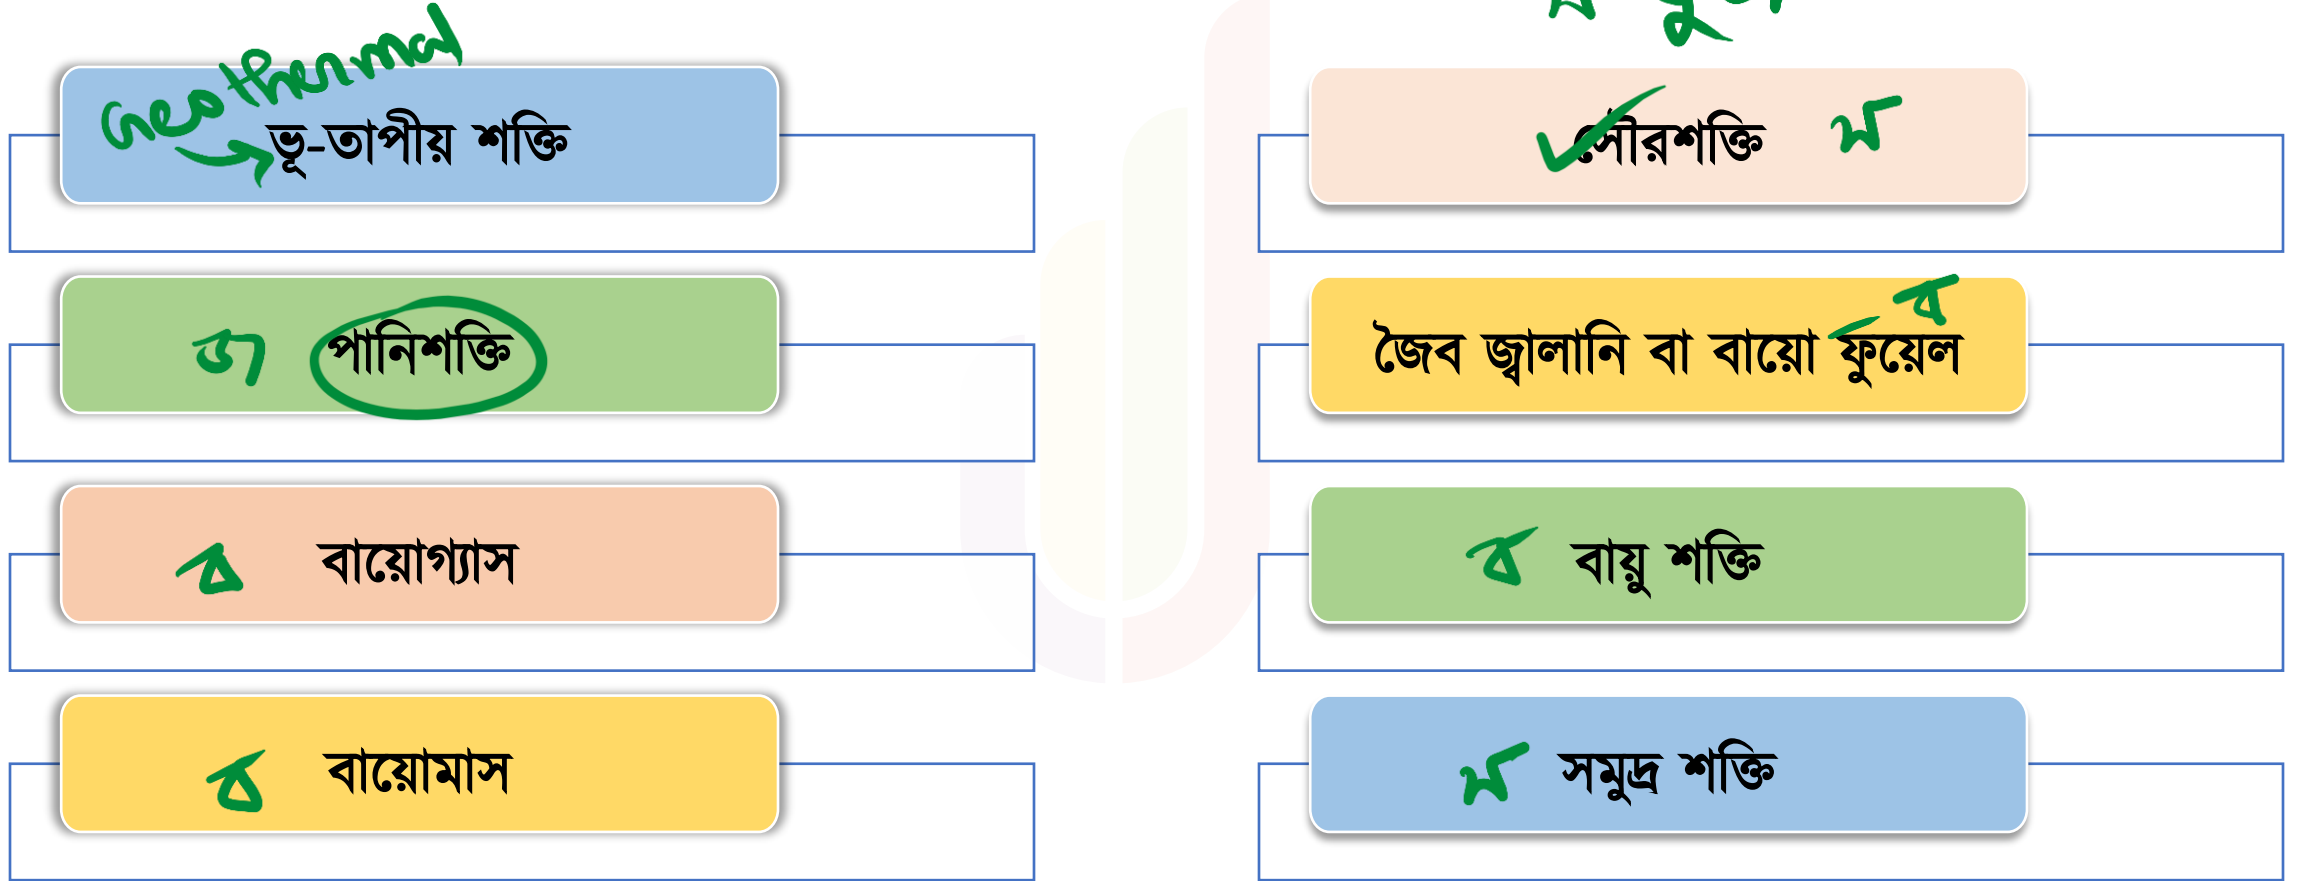 Geothermal
ভূ-তাপীয় শক্তি
পানিশক্তি
ব বায়োগ্যাস
ব বায়োমাস
সৌরশক্তি স
ব
জৈব জ্বালানি বা বায়ো ফুয়েল
ব বায়ু শক্তি
স সমুদ্র শক্তি